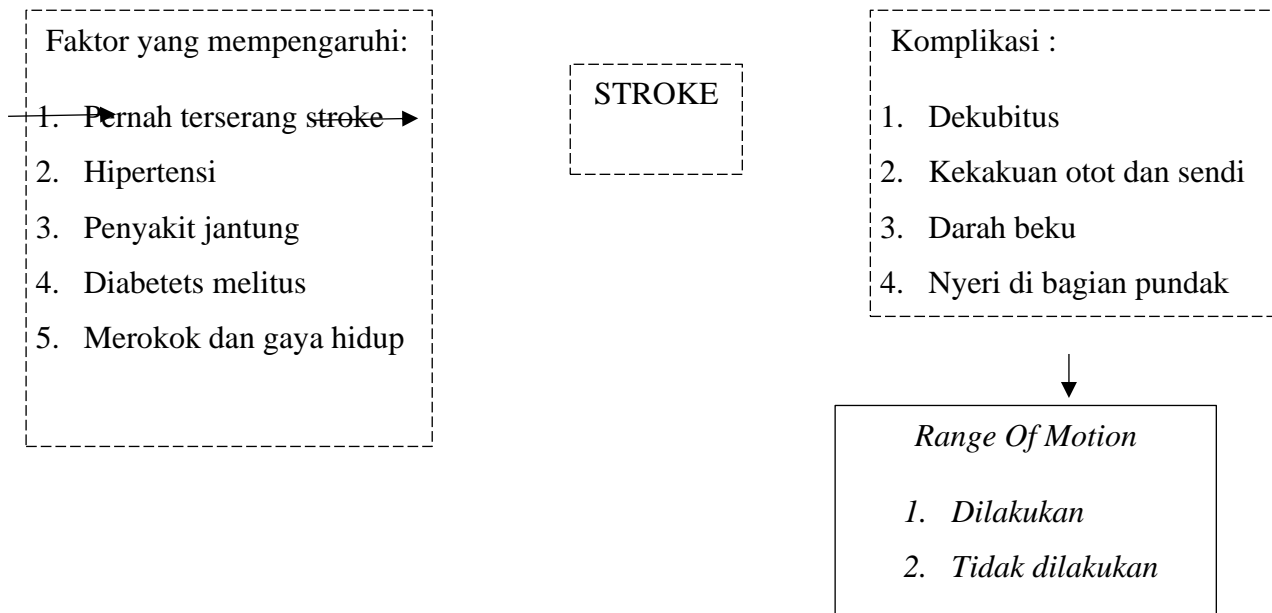 Faktor yang mempengaruhi:
1. Pernah terserang stroke
2. Hipertensi
3. Penyakit jantung
4. Diabetets melitus
5. Merokok dan gaya hidup
STROKE
Komplikasi :
1. Dekubitus
2. Kekakuan otot dan sendi
3. Darah beku
4. Nyeri di bagian pundak
Range Of Motion
1. Dilakukan
2. Tidak dilakukan